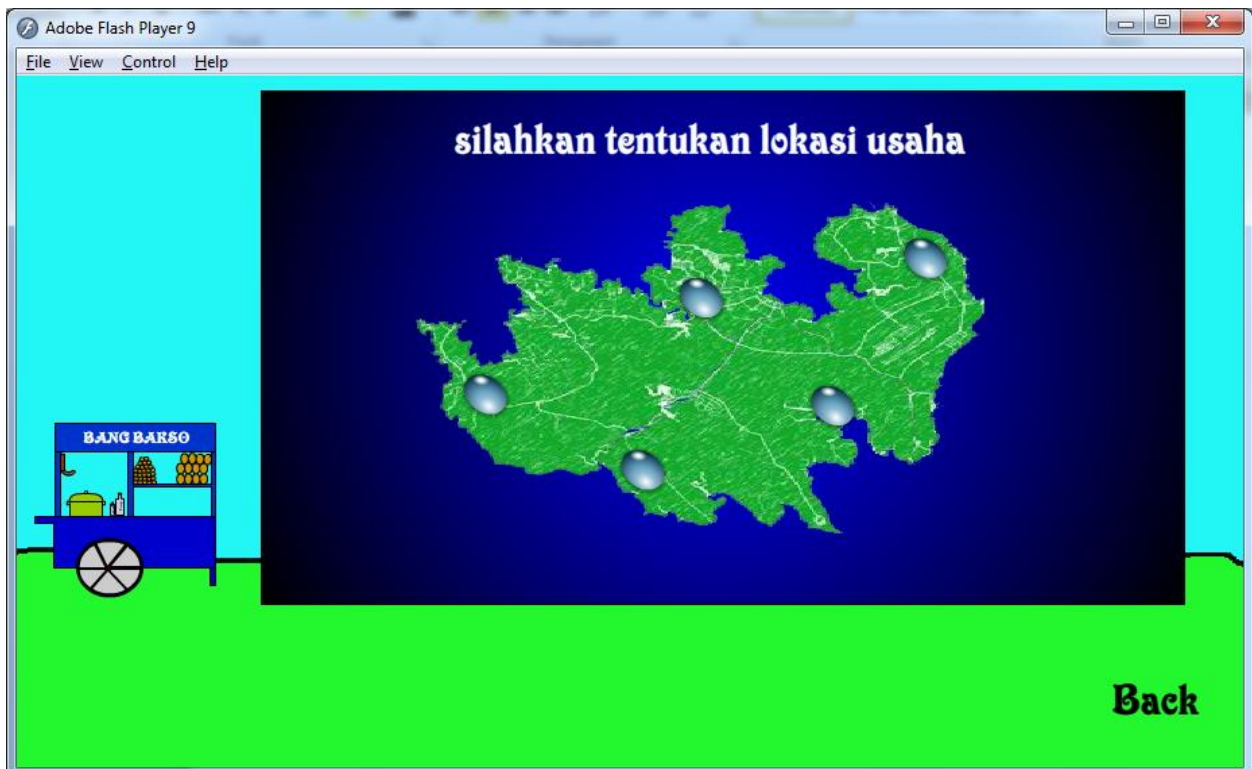 Adobe Flash Player 9
File View Control Help
silahkan tentukan lokasi usaha
BANG BAKSO
Back